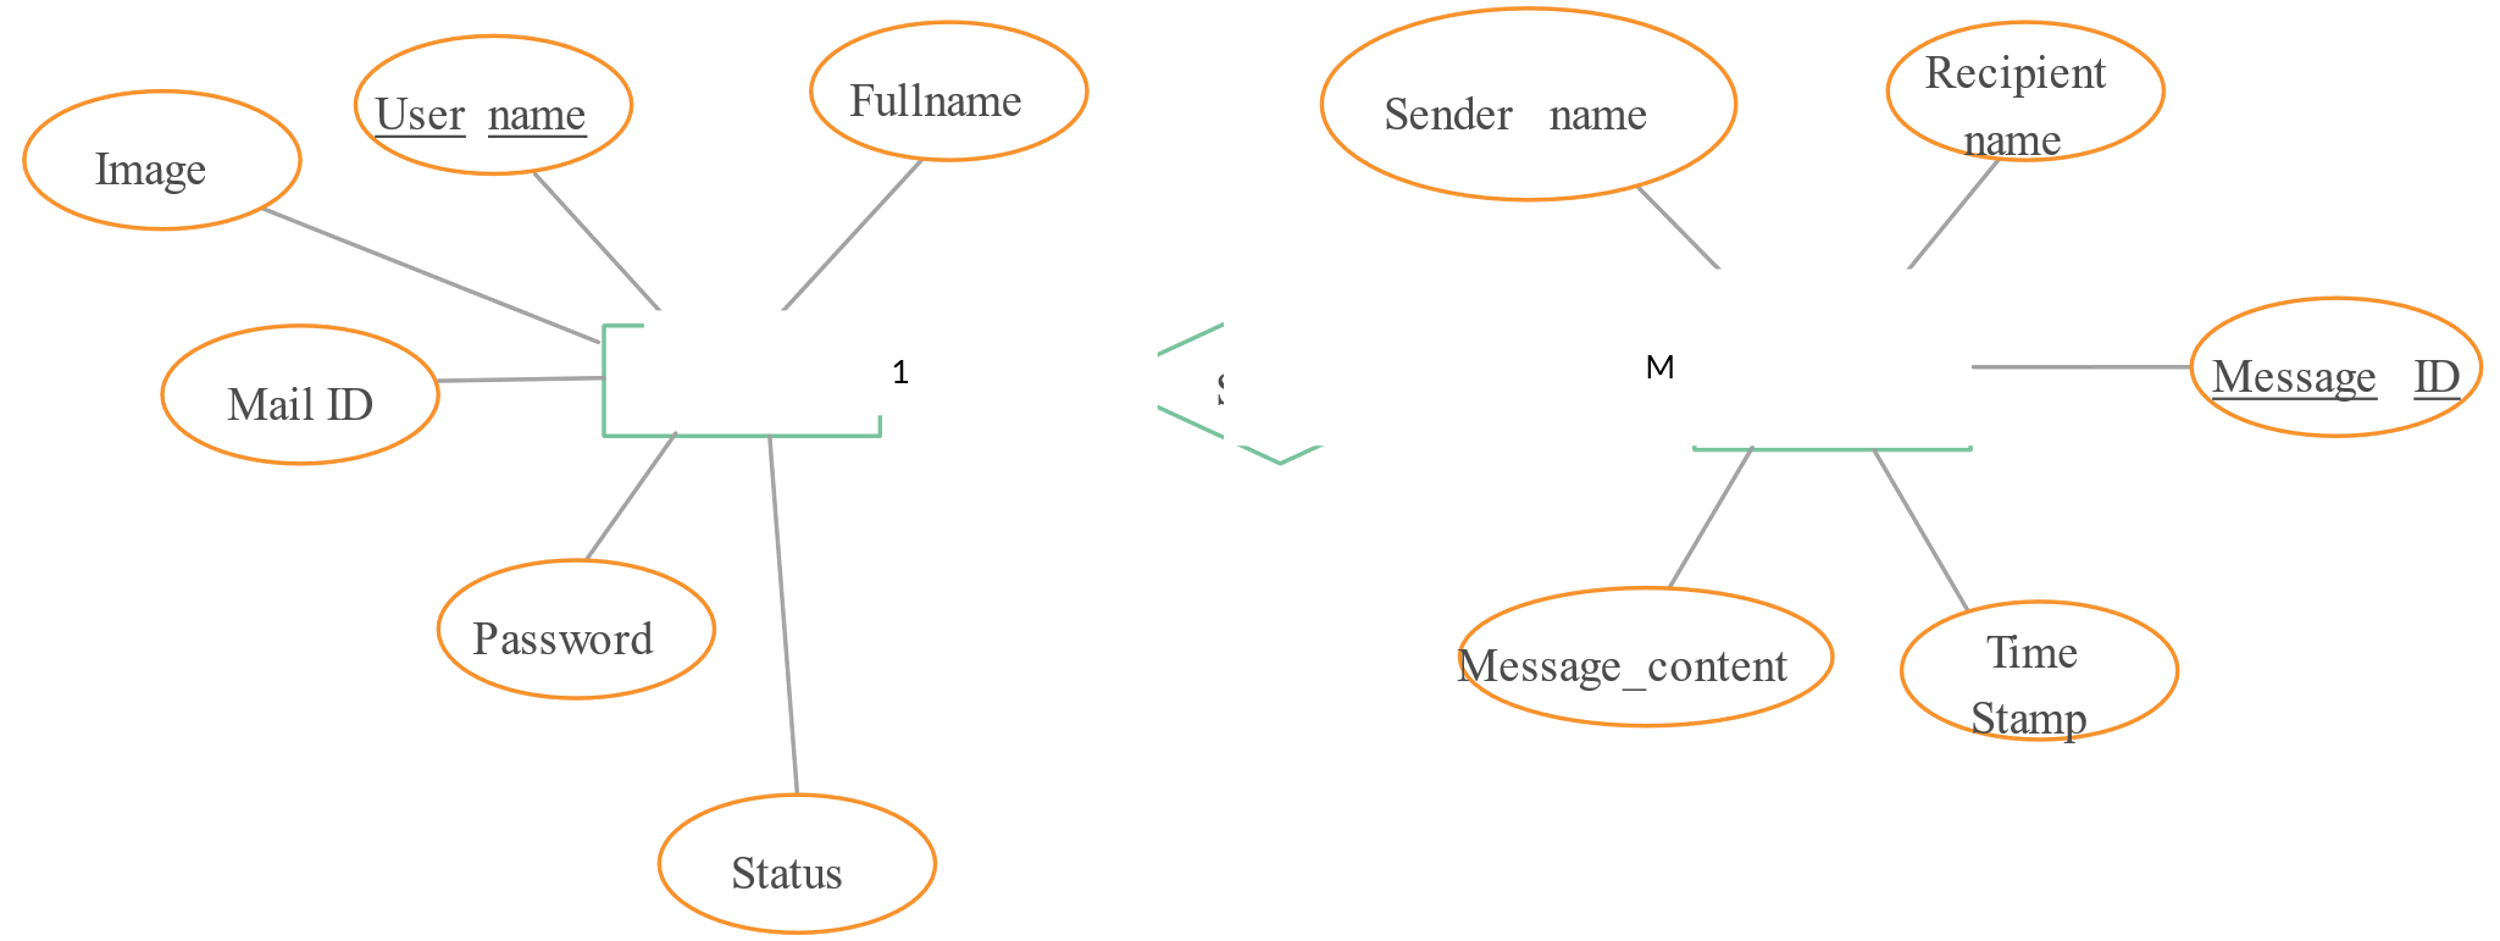 Image
User name
Fullname
Mail ID
1
Password
Status
Sender name
Recipient
name
M
Message ID
Message_content
Time
Stamp